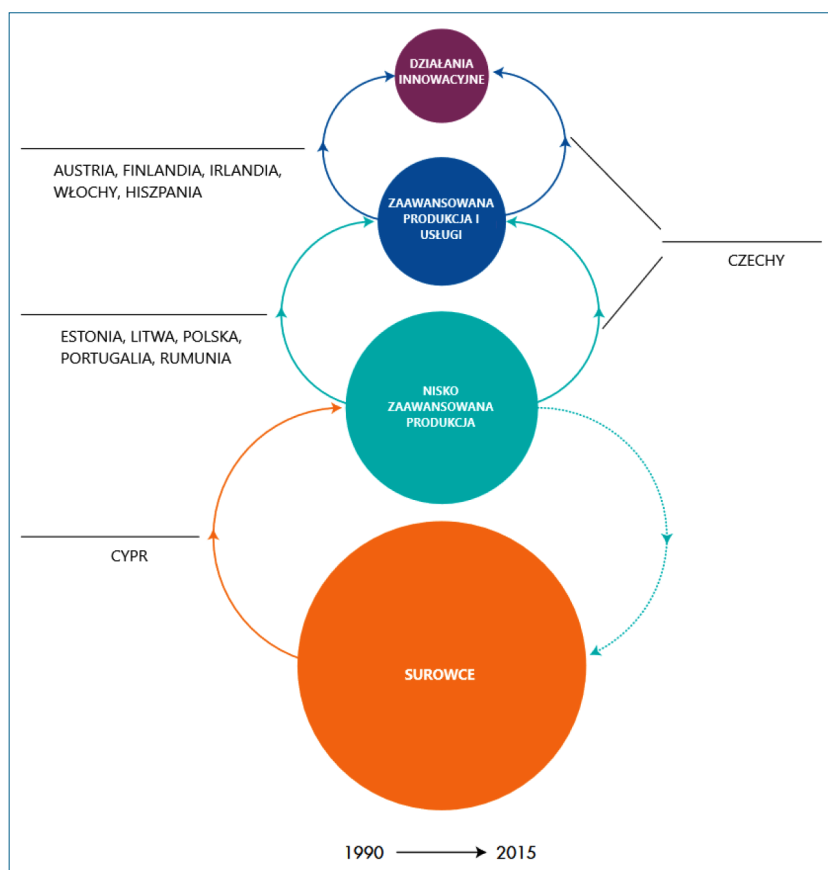 DZIAŁANIA
INNOWACYJNE
AUSTRIA, FINLANDIA, IRLANDIA,
WŁOCHY, HISZPANIA
ZAAWANSOWANA
PRODUKCJA I
USŁUGI
CZECHY
ESTONIA, LITWA, POLSKA,
PORTUGALIA, RUMUNIA
NISKO
ZAAWANSOWANA
PRODUKCJA
CYPR
SUROWCE
1990 2015